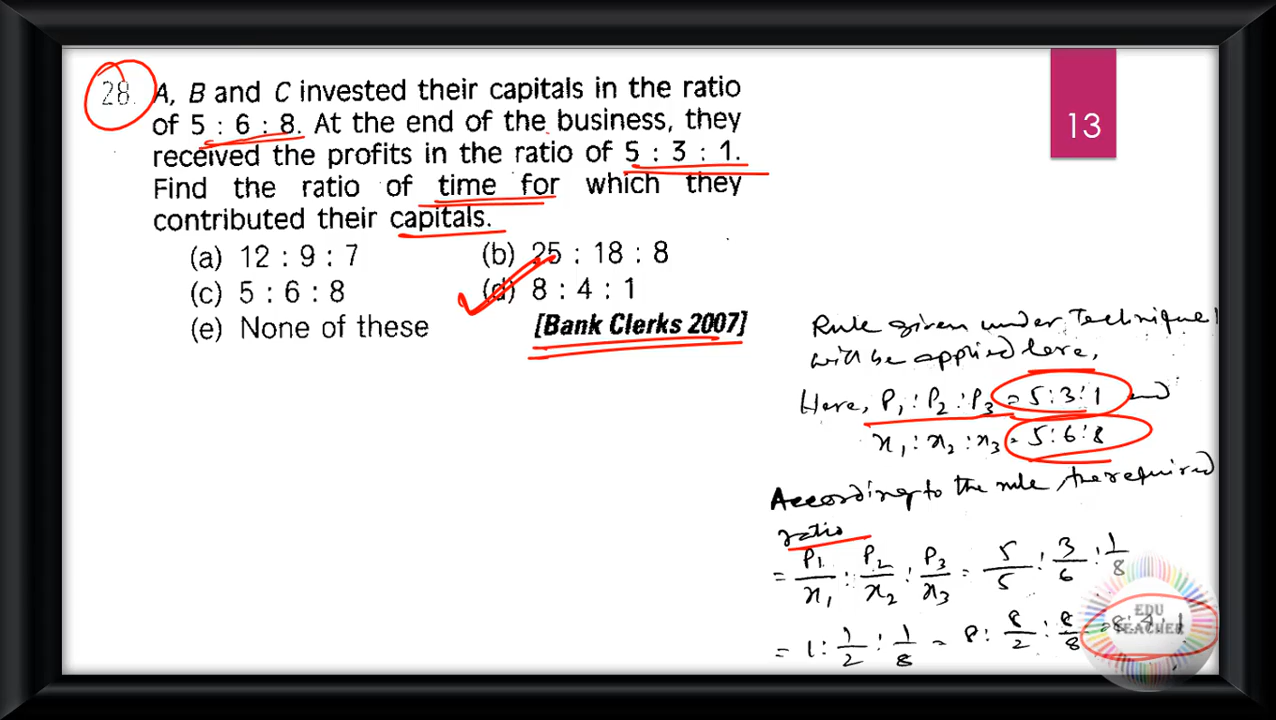 28. A, B and C invested their capitals in the ratio
of 5 : 6 : 8. At the end of the business, they
received the profits in the ratio of 5 : 3 : 1.
Find the ratio of time for which they
contributed their capitals.
(a) 12 : 9 : 7 (b) 25 : 18 : 8
(c) 5 : 6 : 8 (d) 8 : 4 : 1
(e) None of these [Bank Clerks 2007]
13
Rule given under Technique 1
will be applied here,
Here, P₁ : P₂ : P₃ = 5 : 3 : 1 and
x₁ : x₂ : x₃ = 5 : 6 : 8
According to the rule, the required
ratio
= P₁/x₁ : P₂/x₂ : P₃/x₃ = 5/5 : 3/6 : 1/8
= 1 : 1/2 : 1/8 = 8 : 8/2 : 8/8 = 8 : 4 : 1
EDU
TEACHER